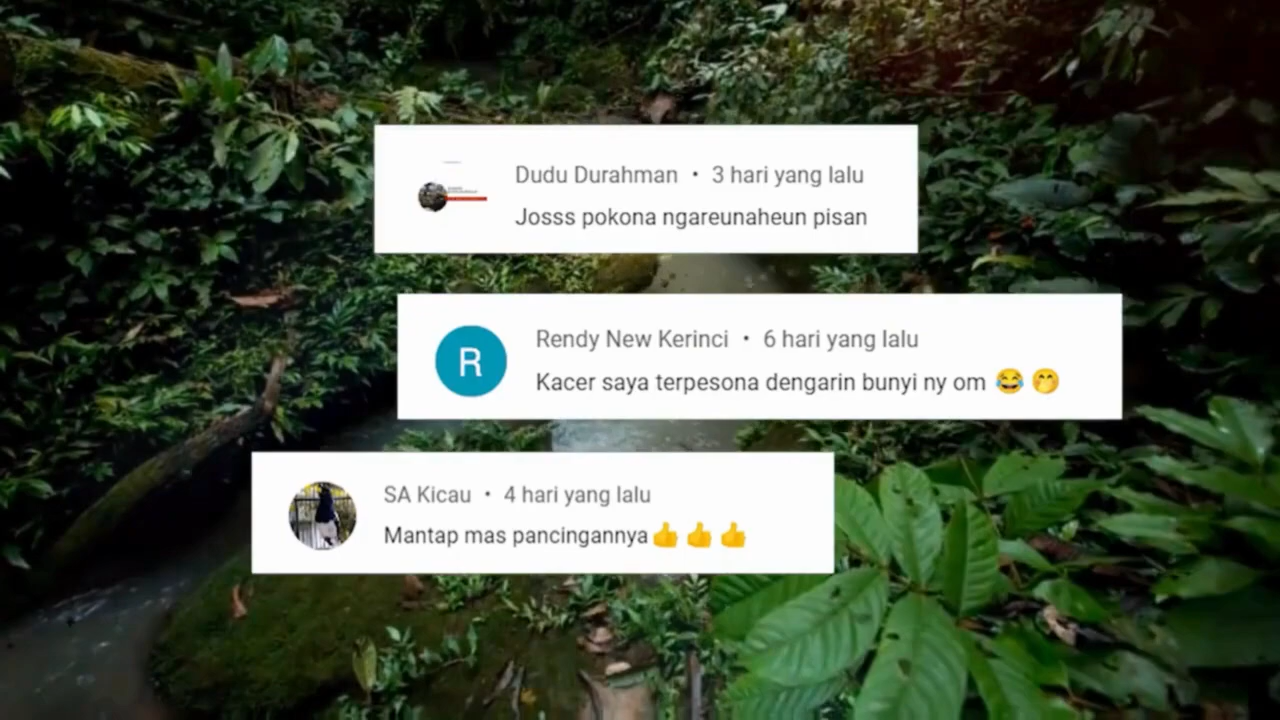 Dudu Durahman • 3 hari yang lalu
Josss pokona ngareunaheun pisan
R
Rendy New Kerinci • 6 hari yang lalu
Kacer saya terpesona dengarin bunyi ny om 😂 🤭
SA Kicau • 4 hari yang lalu
Mantap mas pancingannya 👍 👍 👍